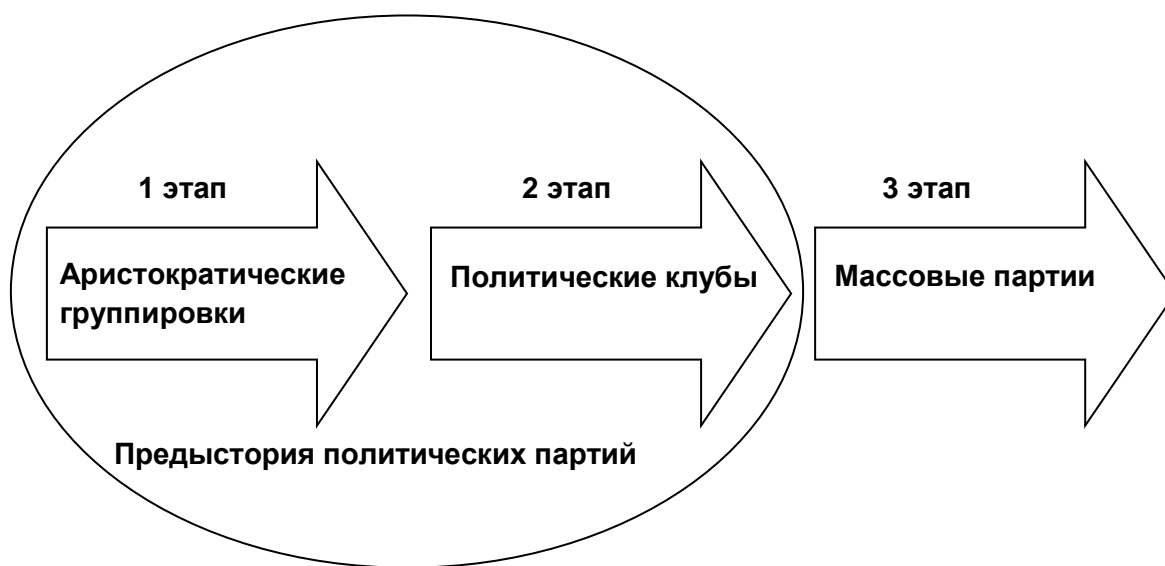 1 этап
2 этап
3 этап
Аристократические
группировки
Политические клубы
Массовые партии
Предыстория политических партий